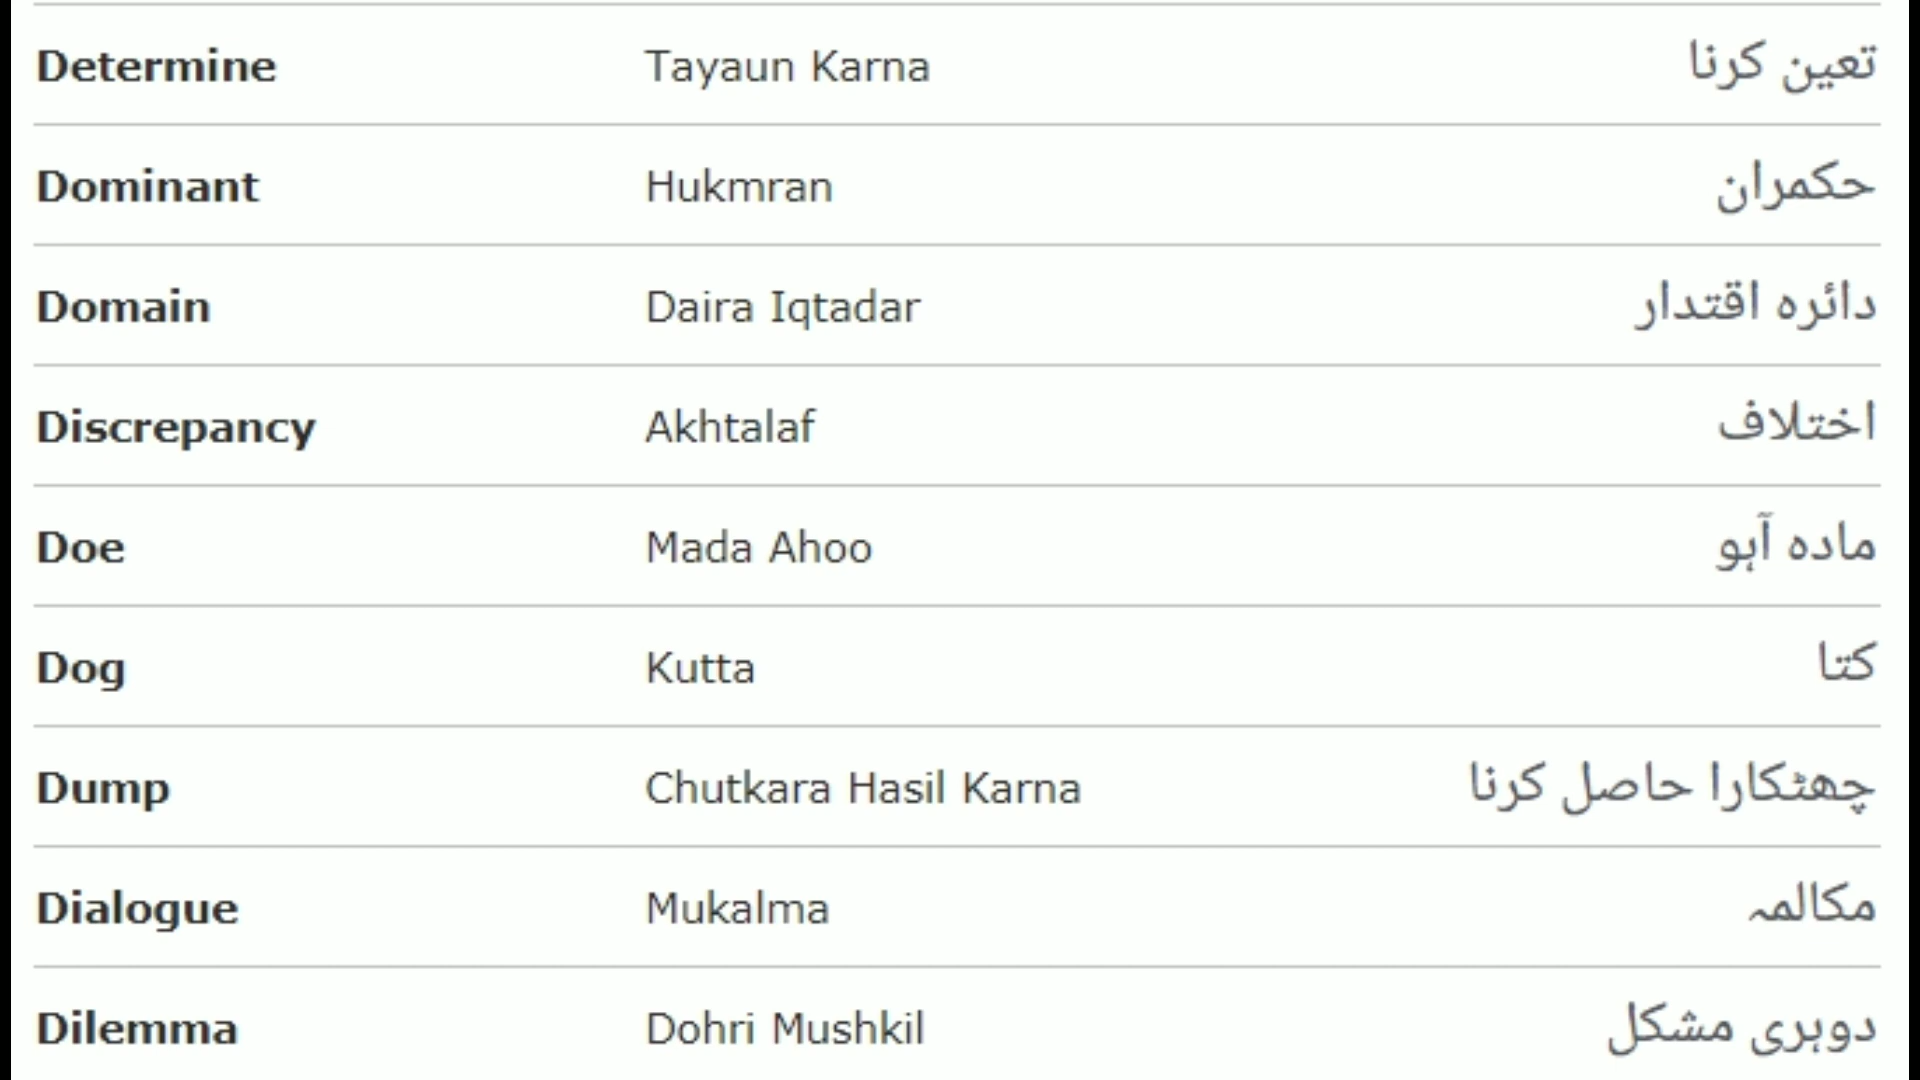 Determine Tayaun Karna تعین کرنا
Dominant Hukmran حکمران
Domain Daira Iqtadar دائرہ اقتدار
Discrepancy Akhtalaf اختلاف
Doe Mada Ahoo مادہ آہو
Dog Kutta کتا
Dump Chutkara Hasil Karna چھٹکارا حاصل کرنا
Dialogue Mukalma مکالمہ
Dilemma Dohri Mushkil دوہری مشکل